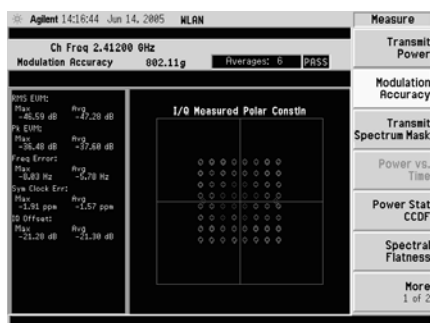 Agilent 14:16:44 Jun 14, 2005 WLAN
Measure
Ch Freq 2.41200 GHz
Modulation Accuracy 802.11g Averages: 6 PASS
RMS EVM:
Max Avg
-46.59 dB -47.28 dB
Pk EVM:
Max Avg
-36.48 dB -37.60 dB
Freq Error:
Max Avg
-8.03 Hz -5.78 Hz
Sym Clock Err:
Max Avg
-1.91 ppm -1.57 ppm
IQ Offset:
Max Avg
-21.20 dB -21.30 dB
I/Q Measured Polar Constln
Transmit
Power
Modulation
Accuracy
Transmit
Spectrum Mask
Power vs.
Time
Power Stat
CCDF
Spectral
Flatness
More
1 of 2